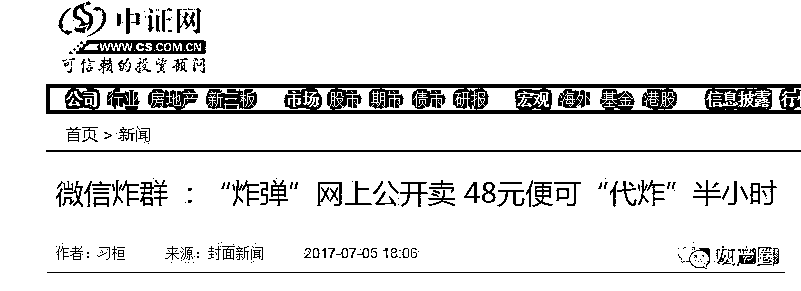 中证网
WWW.CS.COM.CN
可信赖的投资顾问
公司 行业 房地产 新三板 市场 股市 期市 债市 研报 宏观 海外 基金 港股 信息披露 行
首页 > 新闻
微信炸群 ：“炸弹”网上公开卖 48元便可“代炸”半小时
作者：习桓 来源：封面新闻 2017-07-05 18:06